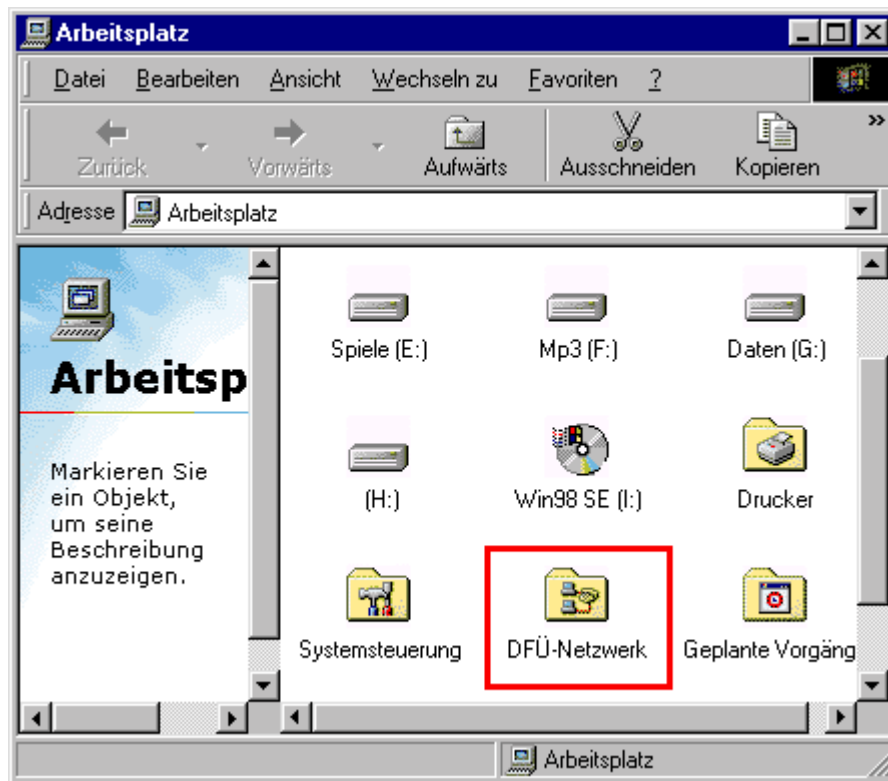 Arbeitsplatz
Datei Bearbeiten Ansicht Wechseln zu Favoriten ?
Zurück Vorwärts Aufwärts Ausschneiden Kopieren »
Adresse Arbeitsplatz
Arbeitsp
Markieren Sie
ein Objekt,
um seine
Beschreibung
anzuzeigen.
Spiele (E:) Mp3 (F:) Daten (G:)
(H:) Win98 SE (I:) Drucker
Systemsteuerung DFÜ-Netzwerk Geplante Vorgäng
Arbeitsplatz